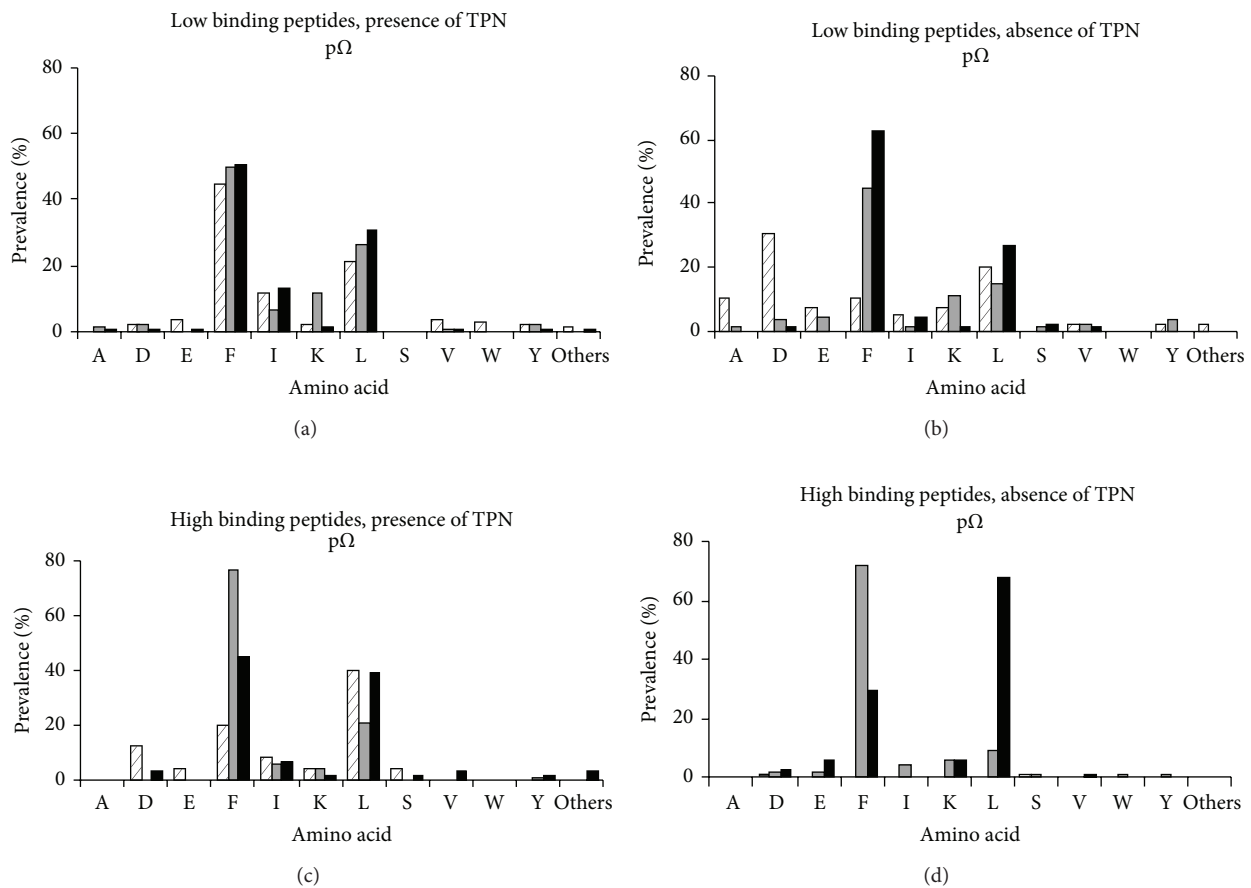 Low binding peptides, presence of TPN
pΩ
80
60
40
20
0
Prevalence (%)
A D E F I K L S V W Y Others
Amino acid
(a)
Low binding peptides, absence of TPN
pΩ
80
60
40
20
0
Prevalence (%)
A D E F I K L S V W Y Others
Amino acid
(b)
High binding peptides, presence of TPN
pΩ
80
60
40
20
0
Prevalence (%)
A D E F I K L S V W Y Others
Amino acid
(c)
High binding peptides, absence of TPN
pΩ
80
60
40
20
0
Prevalence (%)
A D E F I K L S V W Y Others
Amino acid
(d)